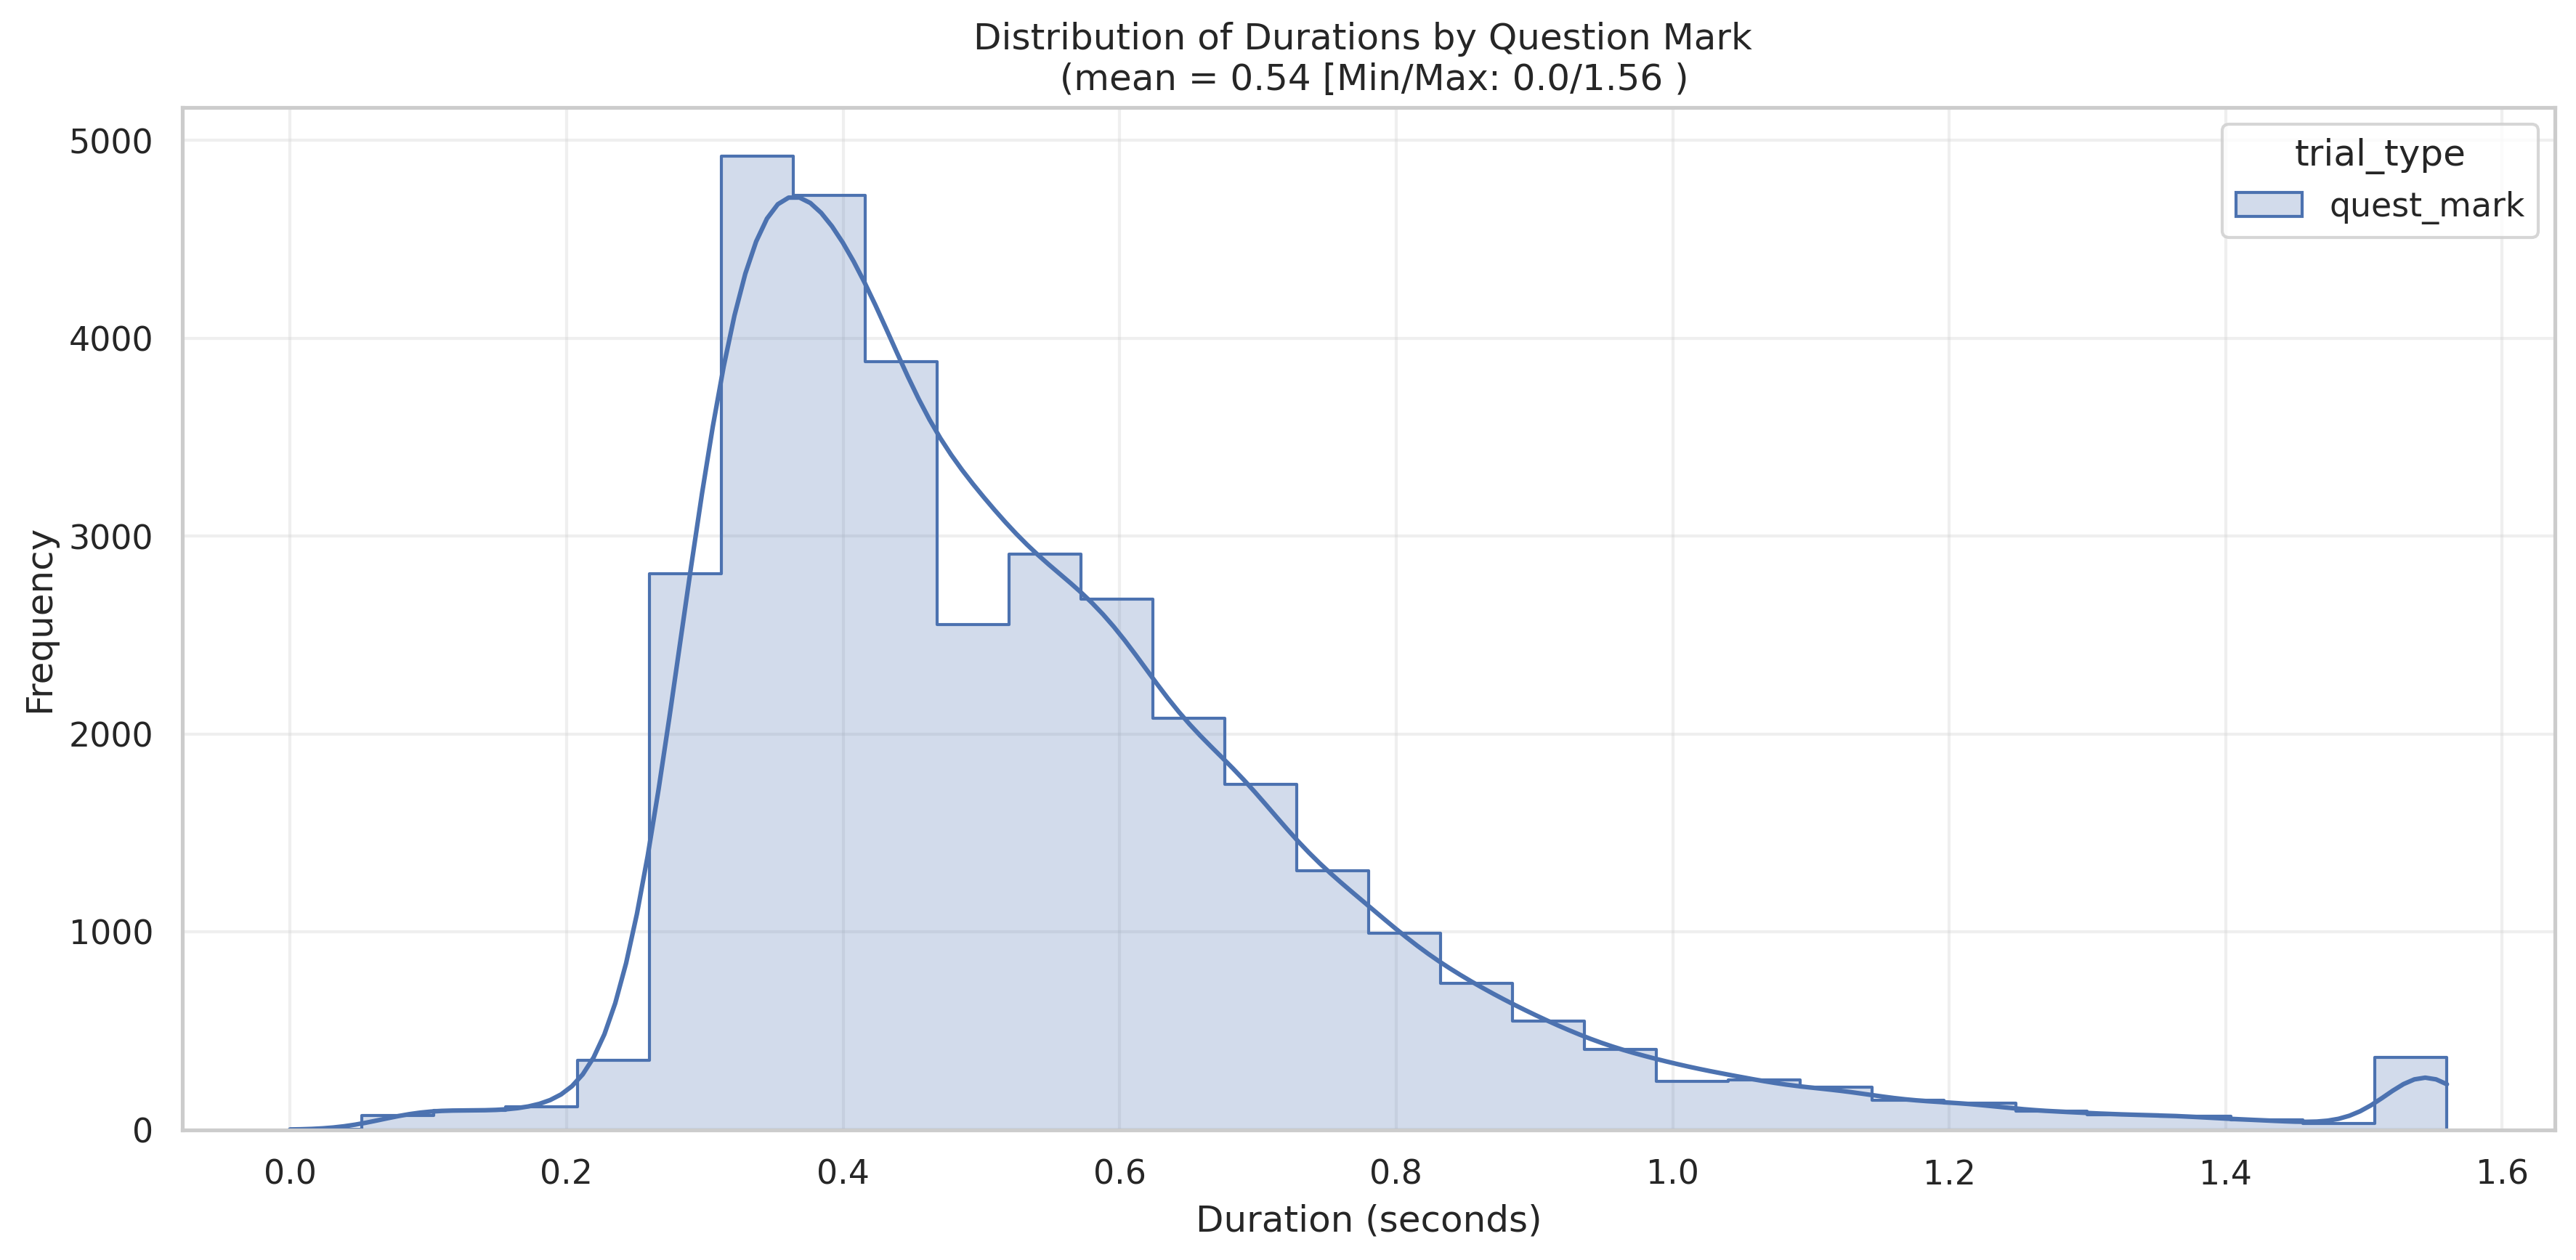 Distribution of Durations by Question Mark
(mean = 0.54 [Min/Max: 0.0/1.56 )
trial_type
quest_mark
Frequency
5000
4000
3000
2000
1000
0
0.0 0.2 0.4 0.6 0.8 1.0 1.2 1.4 1.6
Duration (seconds)